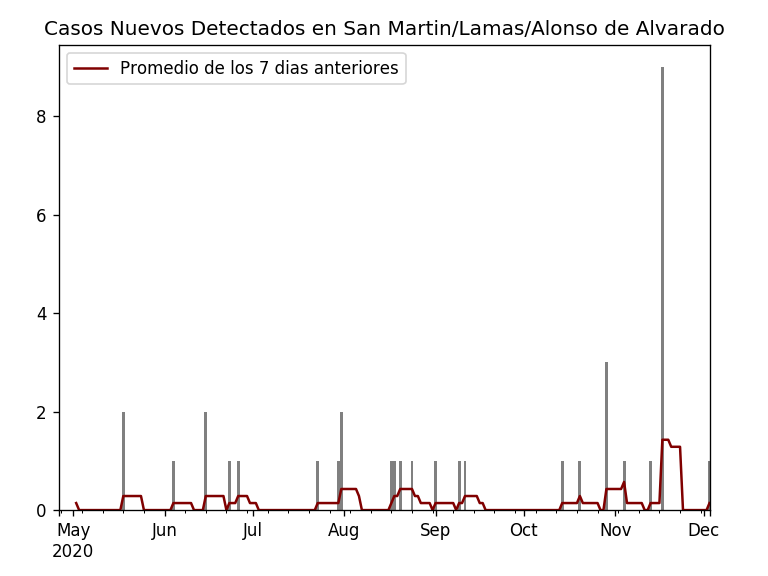 Casos Nuevos Detectados en San Martin/Lamas/Alonso de Alvarado
Promedio de los 7 dias anteriores
8
6
4
2
0
May Jun Jul Aug Sep Oct Nov Dec
2020